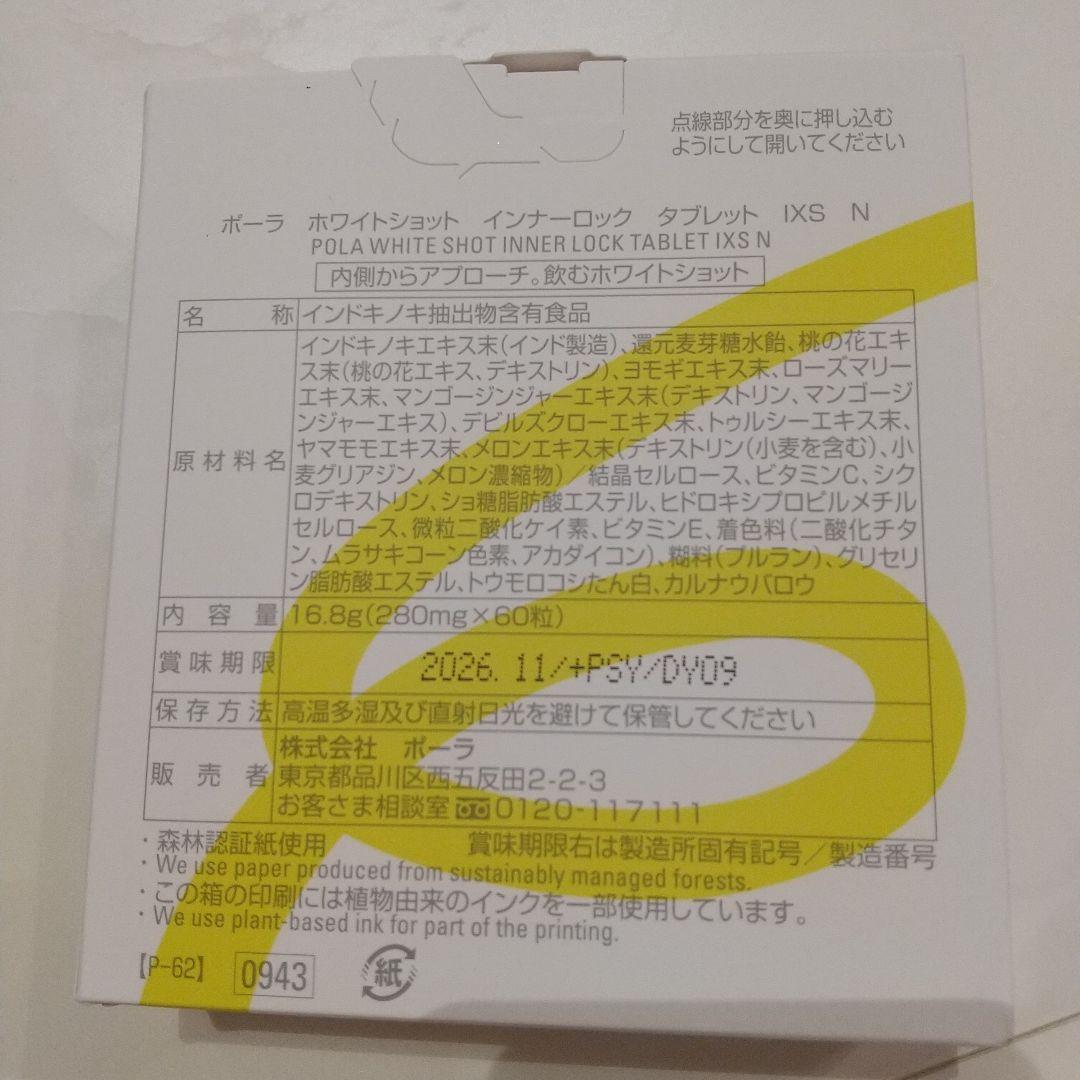 点線部分を奥に押し込む
ようにして開いてください
ポーラ ホワイトショット インナーロック タブレット IXS N
POLA WHITE SHOT INNER LOCK TABLET IXS N
内側からアプローチ。飲むホワイトショット
名称 インドキノキ抽出物含有食品
原材料名
インドキノキエキス末(インド製造)、還元麦芽糖水飴、桃の花エキ
ス末(桃の花エキス、デキストリン)、ヨモギエキス末、ローズマリー
エキス末、マンゴージンジャーエキス末(デキストリン、マンゴージ
ンジャーエキス)、デビルズクローエキス末、トゥルシーエキス末、
ヤマモモエキス末、メロンエキス末(デキストリン(小麦を含む)、小
麦グリアジン、メロン濃縮物)/結晶セルロース、ビタミンC、シク
ロデキストリン、ショ糖脂肪酸エステル、ヒドロキシプロピルメチル
セルロース、微粒二酸化ケイ素、ビタミンE、着色料(二酸化チタ
ン、ムラサキコーン色素、アカダイコン)、糊料(プルラン)、グリセリ
ン脂肪酸エステル、トウモロコシたん白、カルナウバロウ
内容量 16.8g(280mg×60粒)
賞味期限 2026. 11/+PSY/DY09
保存方法 高温多湿及び直射日光を避けて保管してください
販売者
株式会社 ポーラ
東京都品川区西五反田2-2-3
お客さま相談室 0120-117111
・森林認証紙使用 賞味期限右は製造所固有記号/製造番号
・We use paper produced from sustainably managed forests.
・この箱の印刷には植物由来のインクを一部使用しています。
・We use plant-based ink for part of the printing.
【P-62】 0943 紙